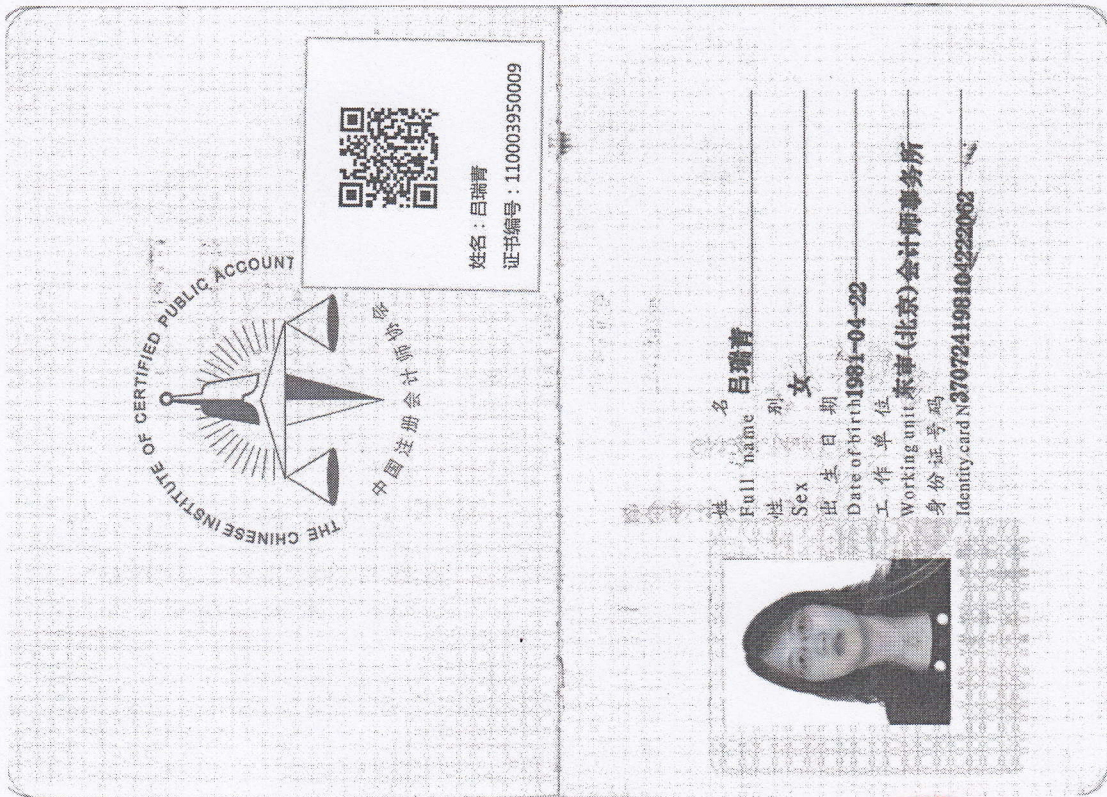 THE CHINESE INSTITUTE OF CERTIFIED PUBLIC ACCOUNT
中国注册会计师协会
姓名：吕瑞青
证书编号：110003950009
姓 名 吕瑞青
Full name
性 别 女
Sex
出 生 日 期 1981-04-22
Date of birth
工 作 单 位 东审(北京)会计师事务所
Working unit
身 份 证 号 码 370724198104222062
Identity card N